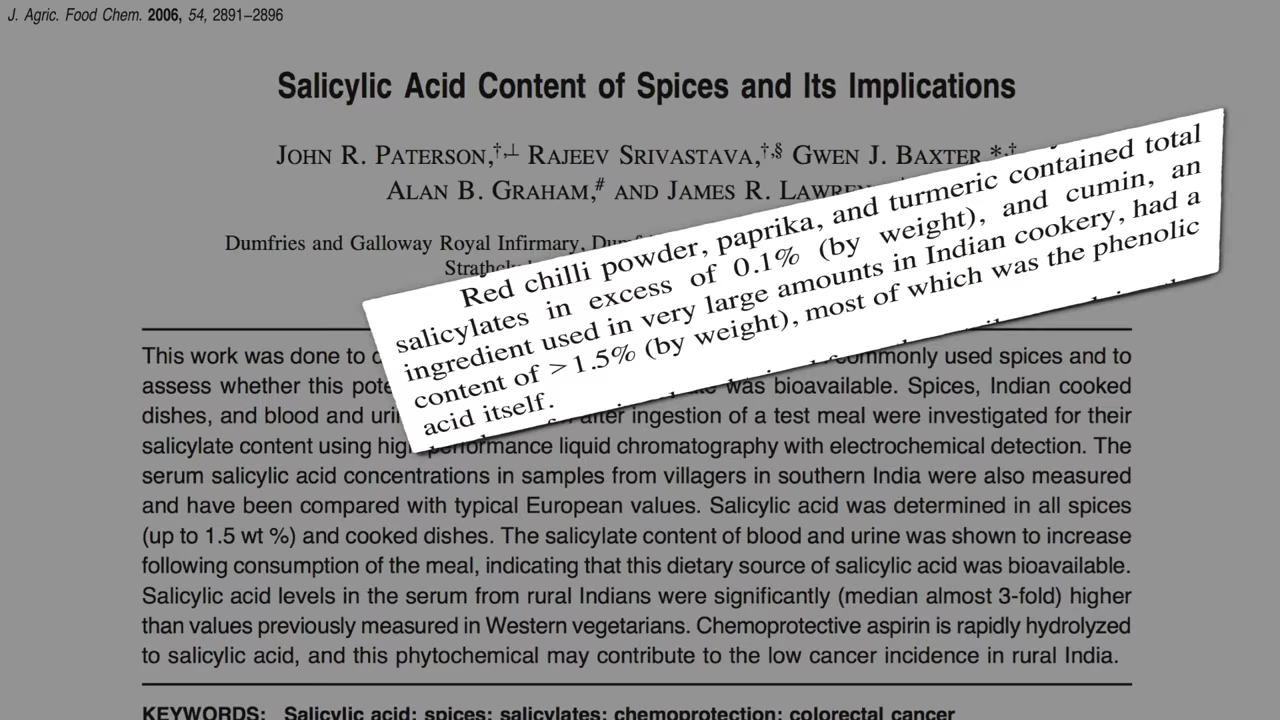 J. Agric. Food Chem. 2006, 54, 2891−2896
Salicylic Acid Content of Spices and Its Implications
JOHN R. PATERSON,†,⊥ RAJEEV SRIVASTAVA,†,§ GWEN J. BAXTER,*,†
ALAN B. GRAHAM,# AND JAMES R.
Dumfries and Galloway Royal Infirmary,
Red chilli powder, paprika, and turmeric contained total
salicylates in excess of 0.1% (by weight), and cumin, an
ingredient used in very large amounts in Indian cookery, had a
content of >1.5% (by weight), most of which was the phenolic
acid itself.
This work was done to commonly used spices and to
assess whether this was bioavailable. Spices, Indian cooked
dishes, and blood and after ingestion of a test meal were investigated for their
salicylate content using high performance liquid chromatography with electrochemical detection. The
serum salicylic acid concentrations in samples from villagers in southern India were also measured
and have been compared with typical European values. Salicylic acid was determined in all spices
(up to 1.5 wt %) and cooked dishes. The salicylate content of blood and urine was shown to increase
following consumption of the meal, indicating that this dietary source of salicylic acid was bioavailable.
Salicylic acid levels in the serum from rural Indians were significantly (median almost 3-fold) higher
than values previously measured in Western vegetarians. Chemoprotective aspirin is rapidly hydrolyzed
to salicylic acid, and this phytochemical may contribute to the low cancer incidence in rural India.
KEYWORDS: Salicylic acid; spices; salicylates; chemoprotection; colorectal cancer